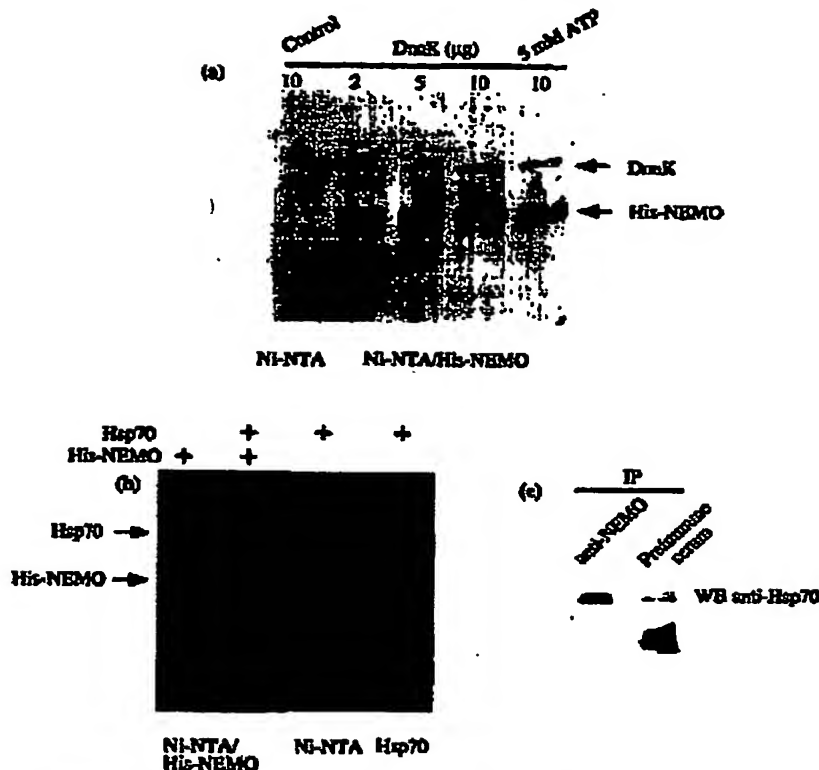 Control DnaK (µg) 5 mM ATP
(a) 10 2 5 10 10
DnaK
)
His-NEMO
Ni-NTA Ni-NTA/His-NEMO
Hsp70 + + +
His-NEMO + +
(b)
(c)
IP
anti-NEMO
Preimmune serum
Hsp70
His-NEMO
WB anti-Hsp70
Ni-NTA/
His-NEMO
Ni-NTA Hsp70